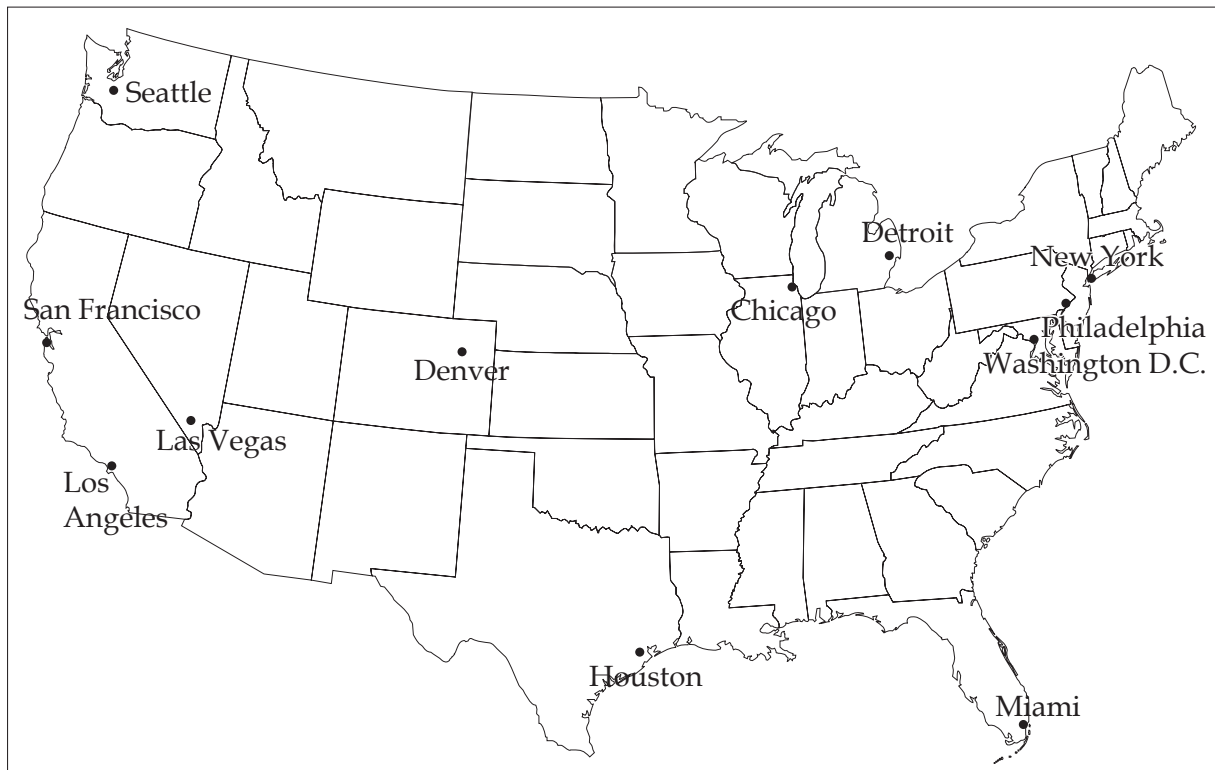 Seattle
Detroit
New York
San Francisco
Chicago
Philadelphia
Denver
Washington D.C.
Las Vegas
Los
Angeles
Houston
Miami